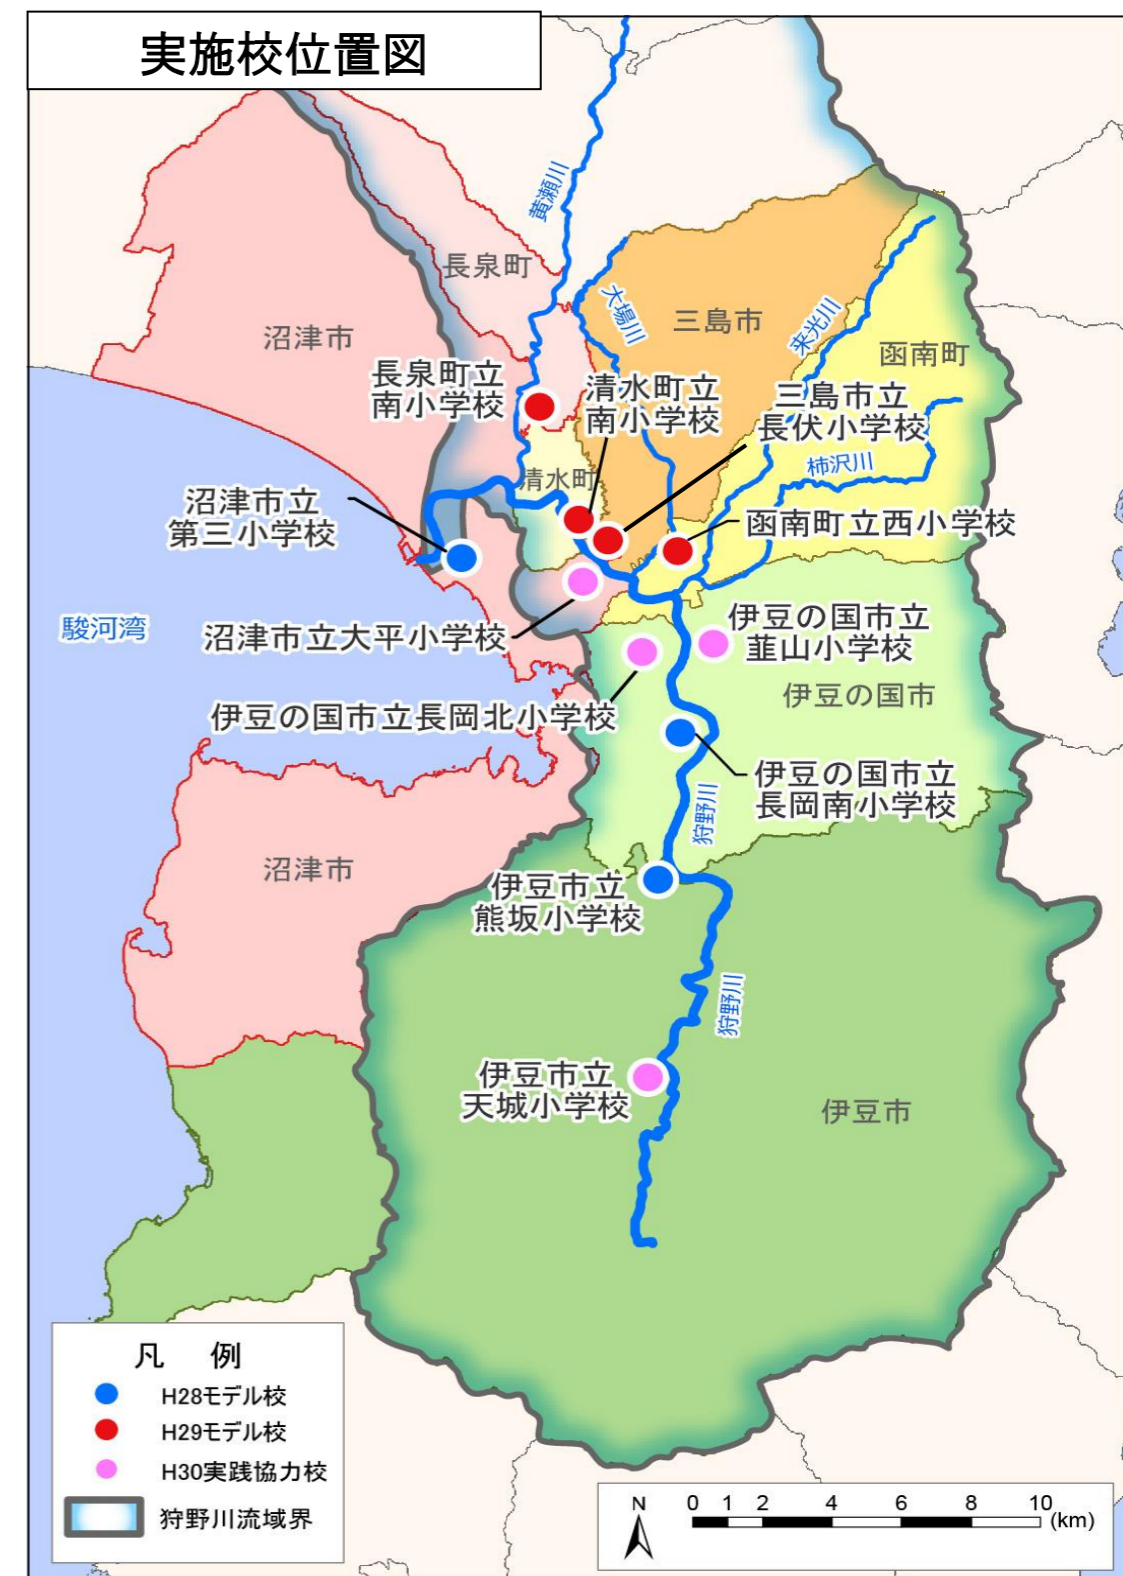 実施校位置図
黄瀬川
長泉町
沼津市
大場川
三島市
来光川
函南町
長泉町立
南小学校
清水町立
南小学校
三島市立
長伏小学校
柿沢川
清水町
沼津市立
第三小学校
函南町立西小学校
駿河湾
沼津市立大平小学校
伊豆の国市立
韮山小学校
伊豆の国市
伊豆の国市立長岡北小学校
伊豆の国市立
長岡南小学校
狩野川
沼津市
伊豆市立
熊坂小学校
狩野川
伊豆市立
天城小学校
伊豆市
凡 例
H28モデル校
H29モデル校
H30実践協力校
狩野川流域界
N
0 1 2 4 6 8 10
(km)